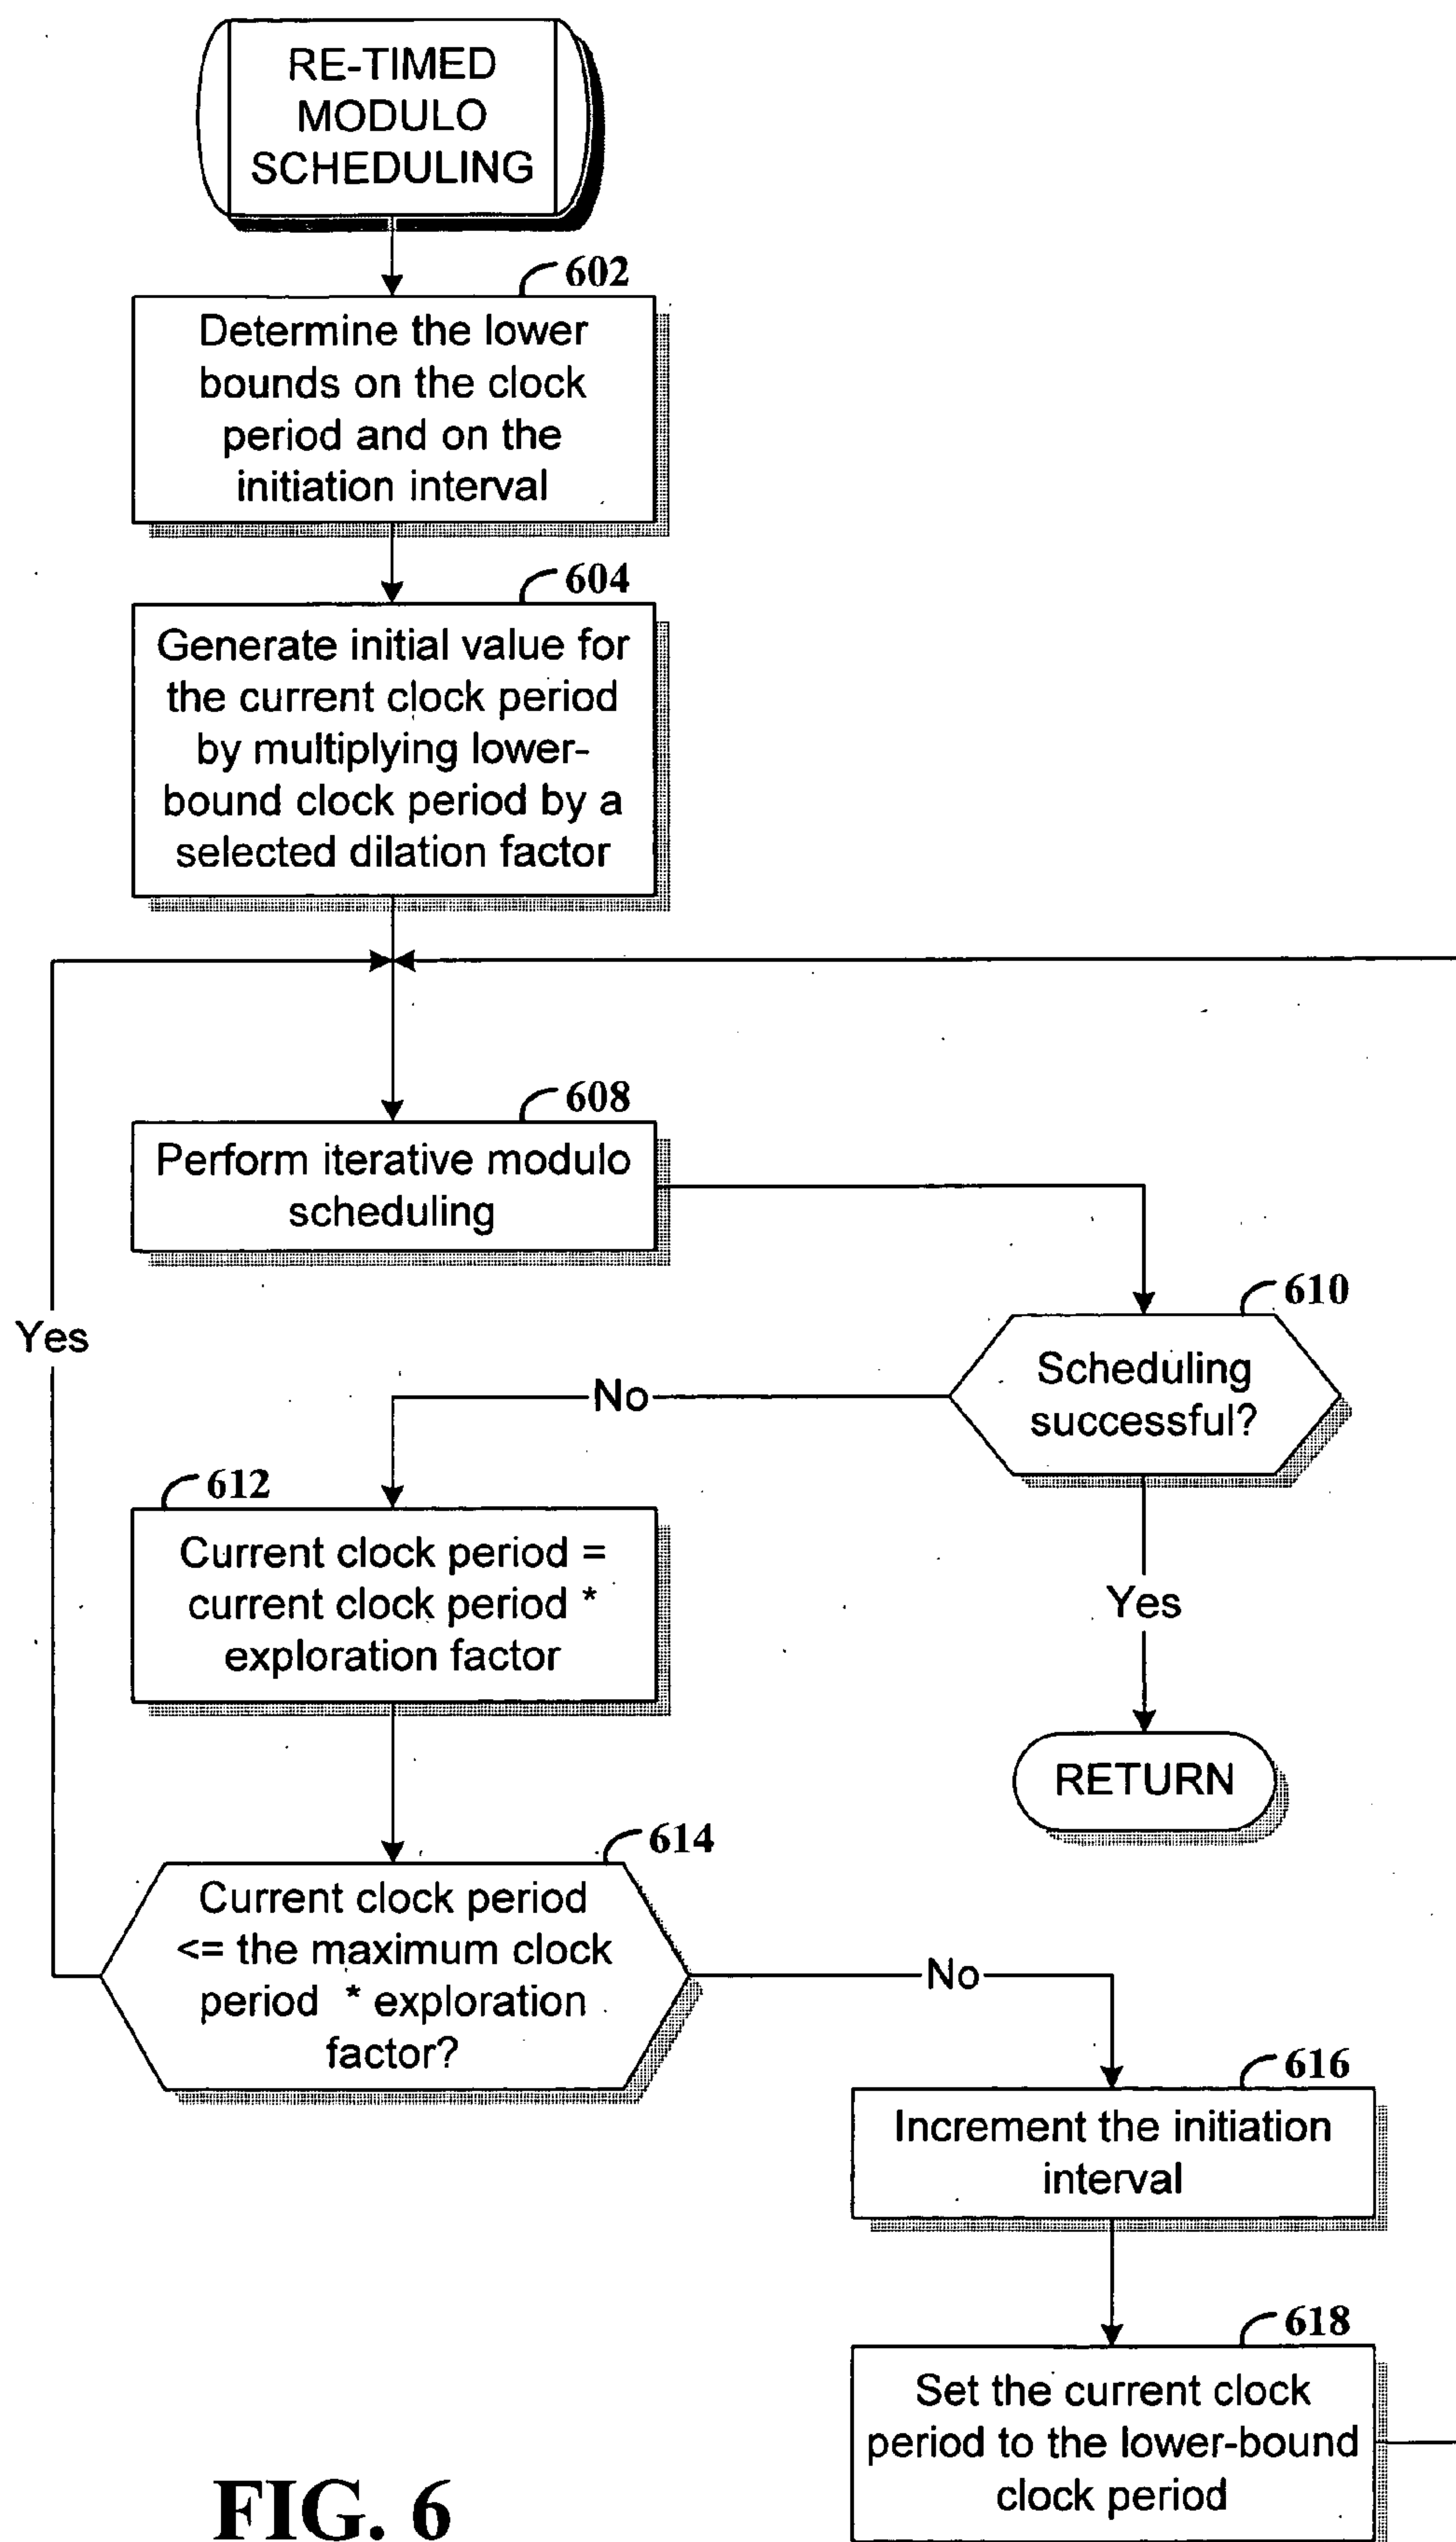 RE-TIMED
MODULO
SCHEDULING
602
Determine the lower
bounds on the clock
period and on the
initiation interval
604
Generate initial value for
the current clock period
by multiplying lower-
bound clock period by a
selected dilation factor
608
Perform iterative modulo
scheduling
610
Scheduling
successful?
Yes
No
612
Current clock period =
current clock period *
exploration factor
Yes
RETURN
614
Current clock period
<= the maximum clock
period * exploration
factor?
No
616
Increment the initiation
interval
618
Set the current clock
period to the lower-bound
clock period
FIG. 6